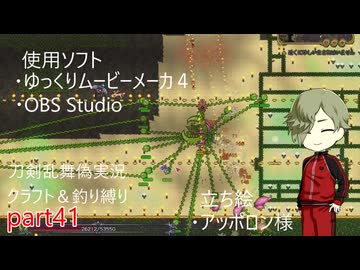 使用ソフト
・ゆっくりムービーメーカ４
・OBS Studio
刀剣乱舞偽実況
クラフト＆釣り縛り
立ち絵
・アッポロン様
part41
26212/53550